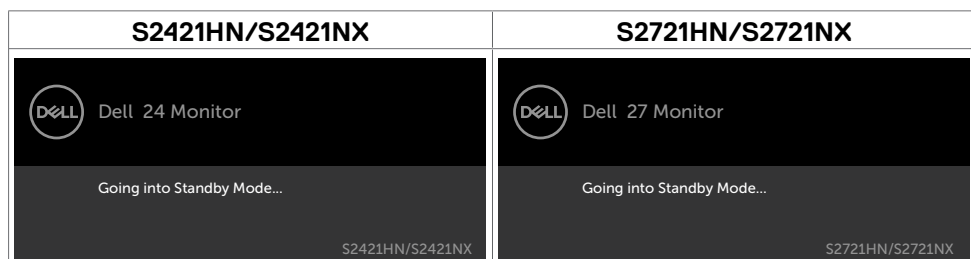 S2421HN/S2421NX
S2721HN/S2721NX
DELL Dell 24 Monitor
Going into Standby Mode...
S2421HN/S2421NX
DELL Dell 27 Monitor
Going into Standby Mode...
S2721HN/S2721NX